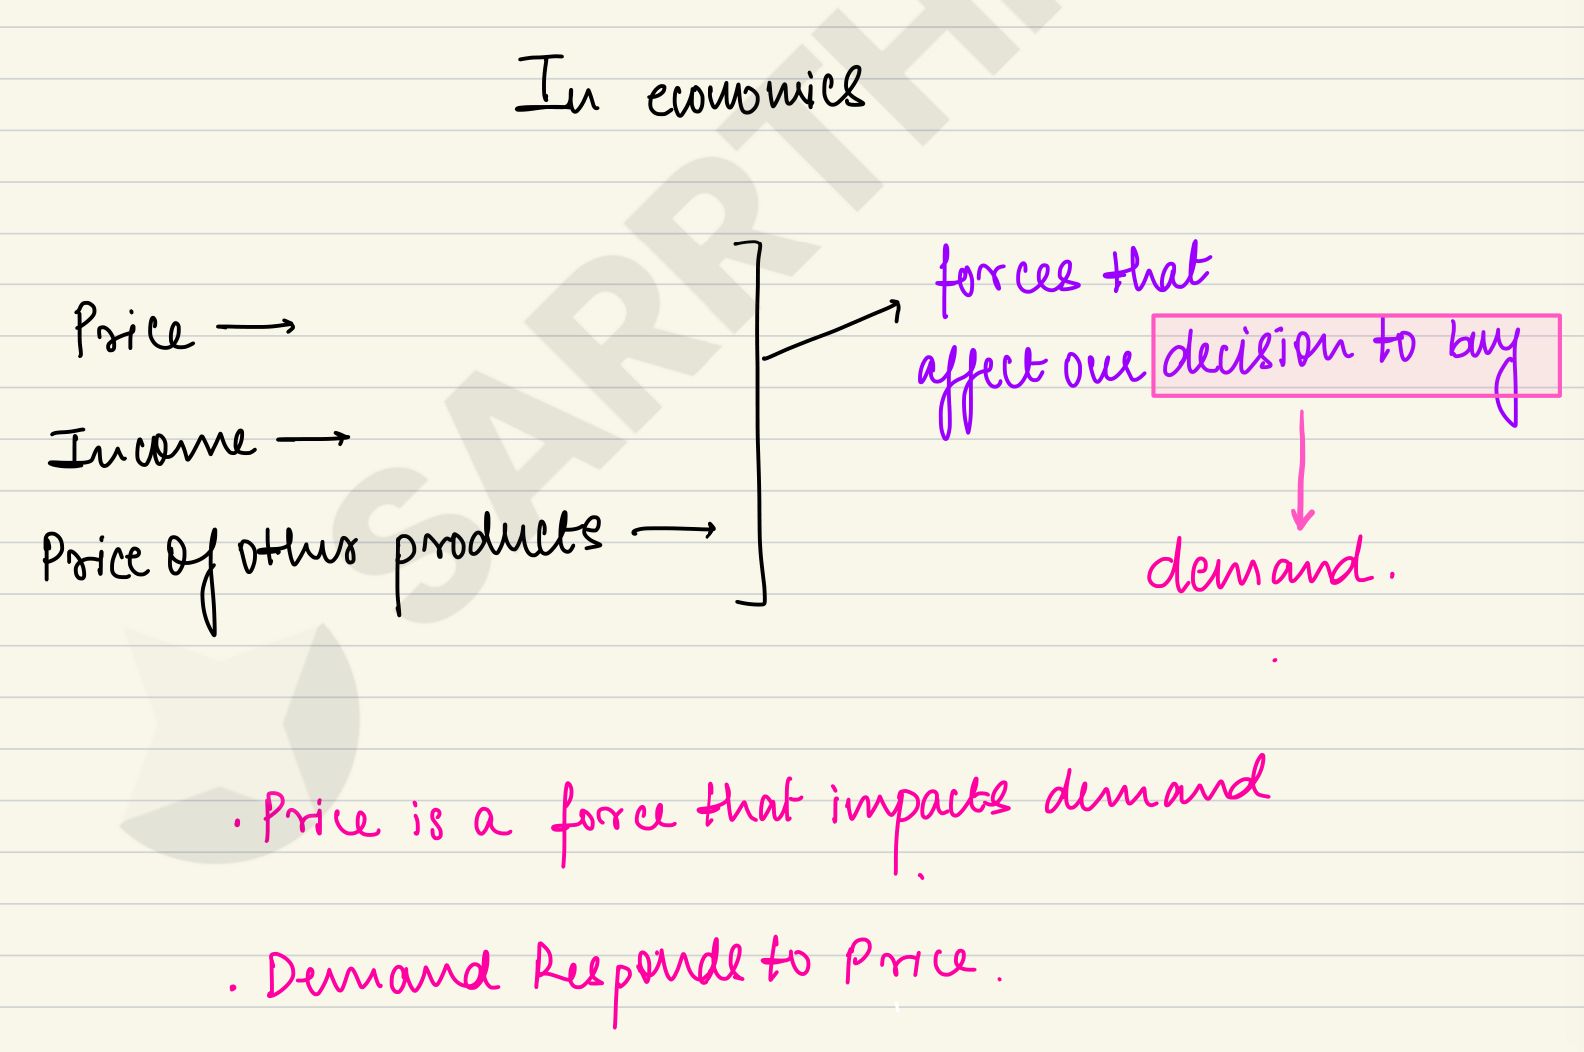 In economics
Price →
Income →
Price of other products →
forces that
affect our decision to buy
demand.
. Price is a force that impacts demand
. Demand Responds to Price.
SARTH